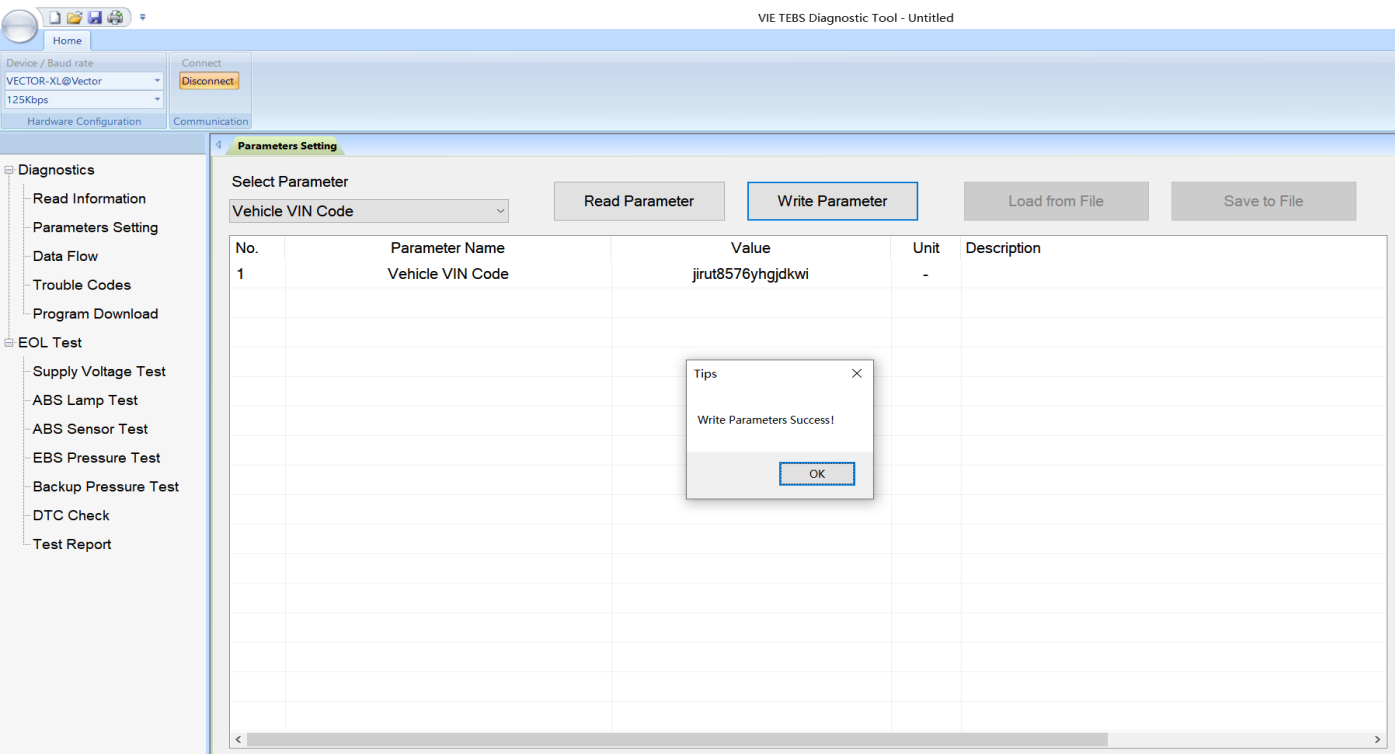 VIE TEBS Diagnostic Tool - Untitled
Home
Device / Baud rate
VECTOR-XL@Vector
125Kbps
Hardware Configuration
Connect
Disconnect
Communication
Diagnostics
Read Information
Parameters Setting
Data Flow
Trouble Codes
Program Download
EOL Test
Supply Voltage Test
ABS Lamp Test
ABS Sensor Test
EBS Pressure Test
Backup Pressure Test
DTC Check
Test Report
Parameters Setting
Select Parameter
Vehicle VIN Code
Read Parameter
Write Parameter
Load from File
Save to File
No. Parameter Name Value Unit Description
1 Vehicle VIN Code jirut8576yhgjdkwi -
Tips
Write Parameters Success!
OK